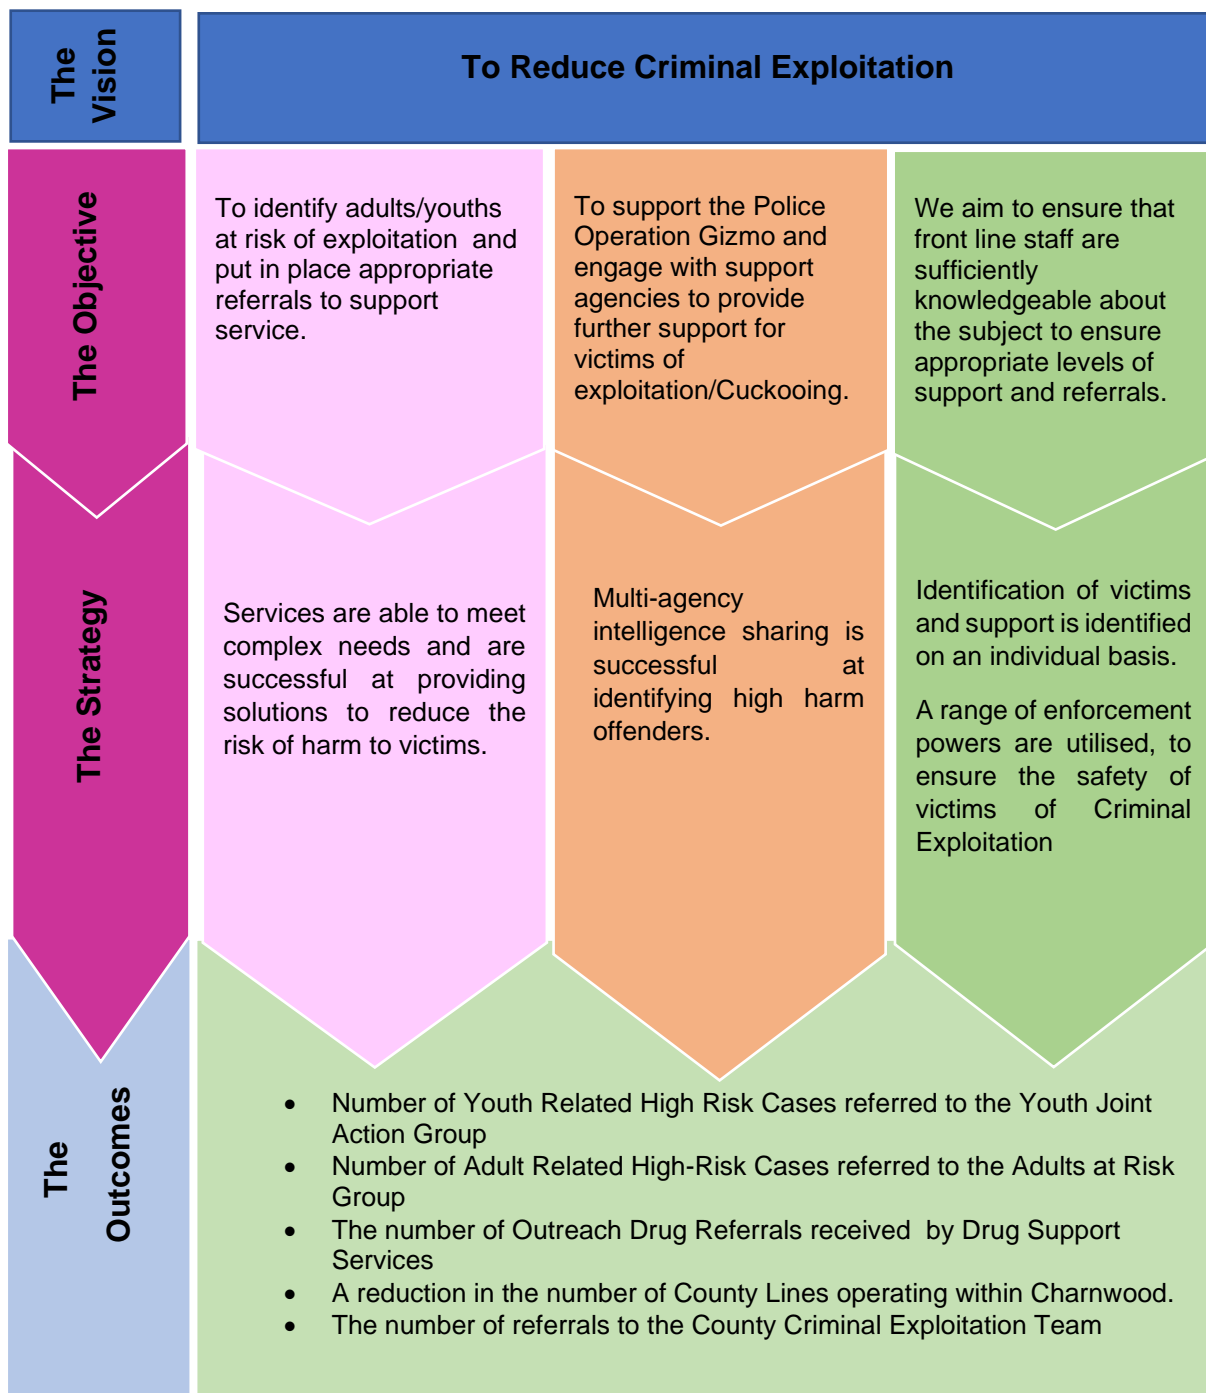 The
Vision
To Reduce Criminal Exploitation
The Objective
To identify adults/youths
at risk of exploitation and
put in place appropriate
referrals to support
service.
To support the Police
Operation Gizmo and
engage with support
agencies to provide
further support for
victims of
exploitation/Cuckooing.
We aim to ensure that
front line staff are
sufficiently
knowledgeable about
the subject to ensure
appropriate levels of
support and referrals.
The Strategy
Services are able to meet
complex needs and are
successful at providing
solutions to reduce the
risk of harm to victims.
Multi-agency
intelligence sharing is
successful at
identifying high harm
offenders.
Identification of victims
and support is identified
on an individual basis.
A range of enforcement
powers are utilised, to
ensure the safety of
victims of Criminal
Exploitation
The
Outcomes
• Number of Youth Related High Risk Cases referred to the Youth Joint
Action Group
• Number of Adult Related High-Risk Cases referred to the Adults at Risk
Group
• The number of Outreach Drug Referrals received by Drug Support
Services
• A reduction in the number of County Lines operating within Charnwood.
• The number of referrals to the County Criminal Exploitation Team